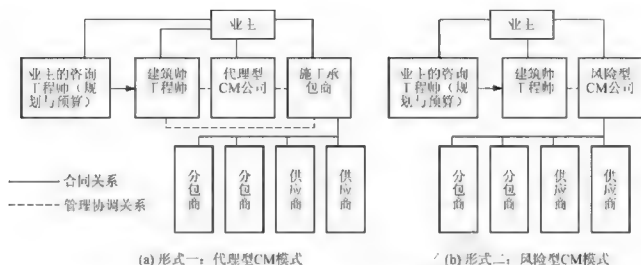 业主
业主的咨询
工程师（规
划与预算）
建筑师
工程师
代理型
CM公司
施工承
包商
分包商
分包商
供应商
供应商
合同关系
管理协调关系
(a) 形式一：代理型CM模式
业主
业主的咨询
工程师（规
划与预算）
建筑师
工程师
风险型
CM公司
分包商
分包商
供应商
供应商
(b) 形式二：风险型CM模式